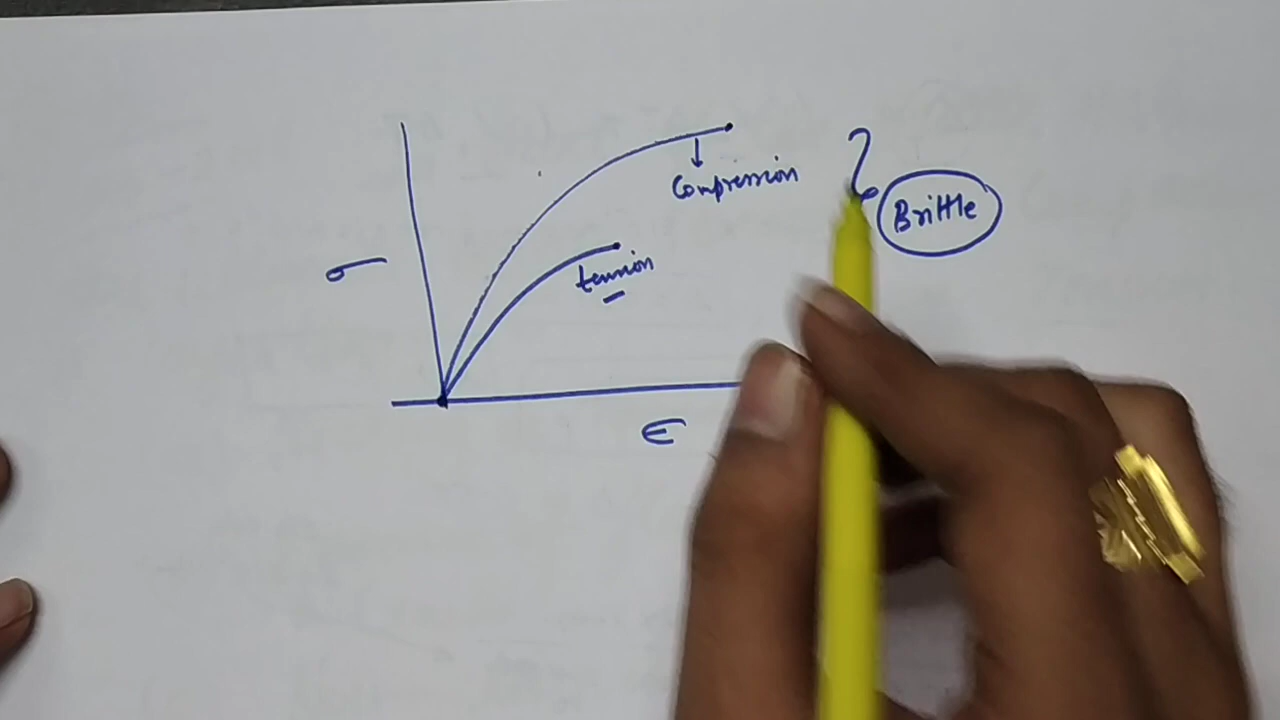 Compression
Brittle
tension
σ
ϵ